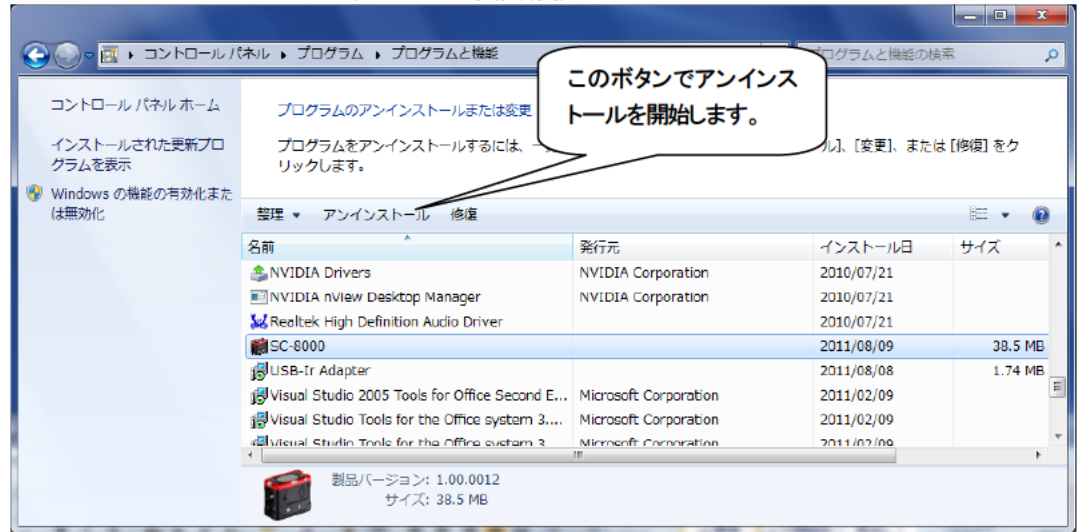 コントロール パネル ▸ プログラム ▸ プログラムと機能
プログラムと機能の検索
このボタンでアンインス
トールを開始します。
コントロール パネル ホーム
インストールされた更新プロ
グラムを表示
Windows の機能の有効化また
は無効化
プログラムのアンインストールまたは変更
プログラムをアンインストールするには、
ル]、[変更]、または [修復] をク
リックします。
整理 ▼ アンインストール 修復
名前 発行元 インストール日 サイズ
NVIDIA Drivers NVIDIA Corporation 2010/07/21
NVIDIA nView Desktop Manager NVIDIA Corporation 2010/07/21
Realtek High Definition Audio Driver 2010/07/21
SC-8000 2011/08/09 38.5 MB
USB-Ir Adapter 2011/08/08 1.74 MB
Visual Studio 2005 Tools for Office Second E... Microsoft Corporation 2011/02/09
Visual Studio Tools for the Office system 3.... Microsoft Corporation 2011/02/09
Visual Studio Tools for the Office system 3 Microsoft Corporation 2011/02/09
製品バージョン: 1.00.0012
サイズ: 38.5 MB